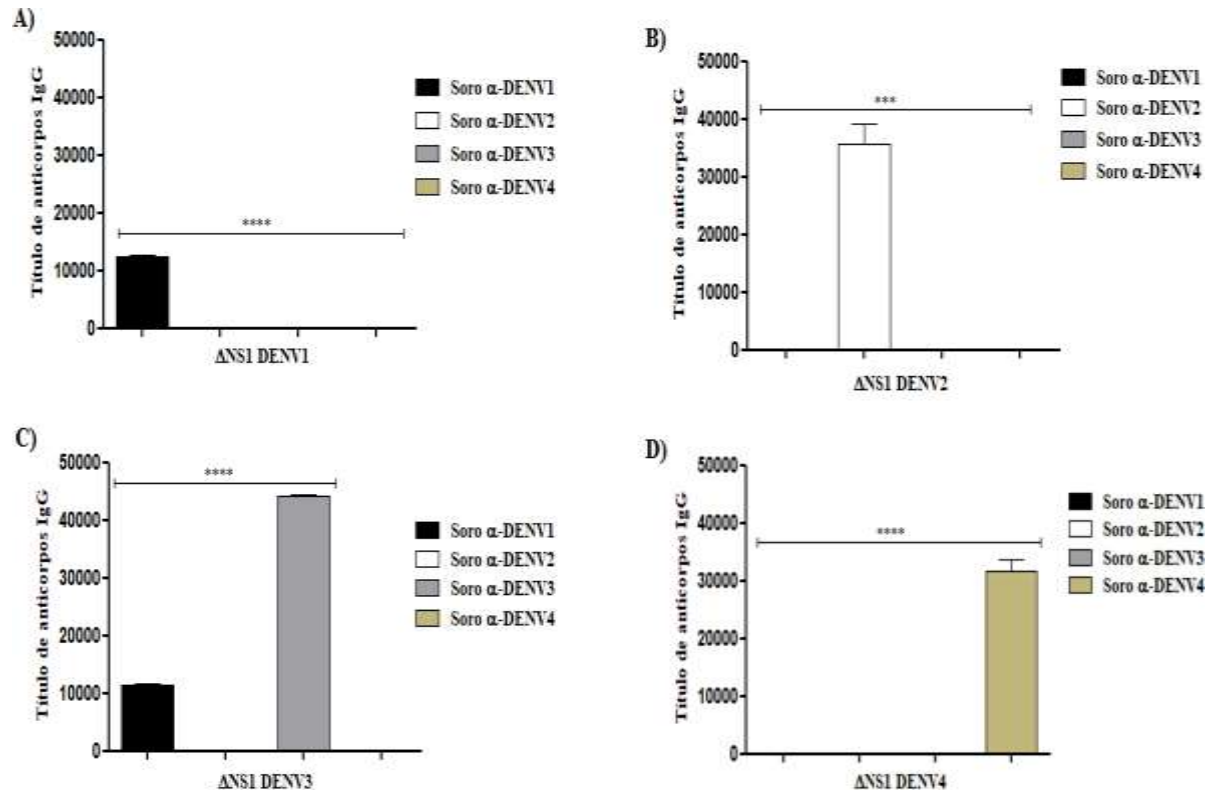 A)
Título de anticorpos IgG
50000
40000
30000
20000
10000
0
****
ΔNS1 DENV1
Soro α-DENV1
Soro α-DENV2
Soro α-DENV3
Soro α-DENV4
B)
Título de anticorpos IgG
50000
40000
30000
20000
10000
0
***
ΔNS1 DENV2
Soro α-DENV1
Soro α-DENV2
Soro α-DENV3
Soro α-DENV4
C)
Título de anticorpos IgG
50000
40000
30000
20000
10000
0
****
ΔNS1 DENV3
Soro α-DENV1
Soro α-DENV2
Soro α-DENV3
Soro α-DENV4
D)
Título de anticorpos IgG
50000
40000
30000
20000
10000
0
****
ΔNS1 DENV4
Soro α-DENV1
Soro α-DENV2
Soro α-DENV3
Soro α-DENV4